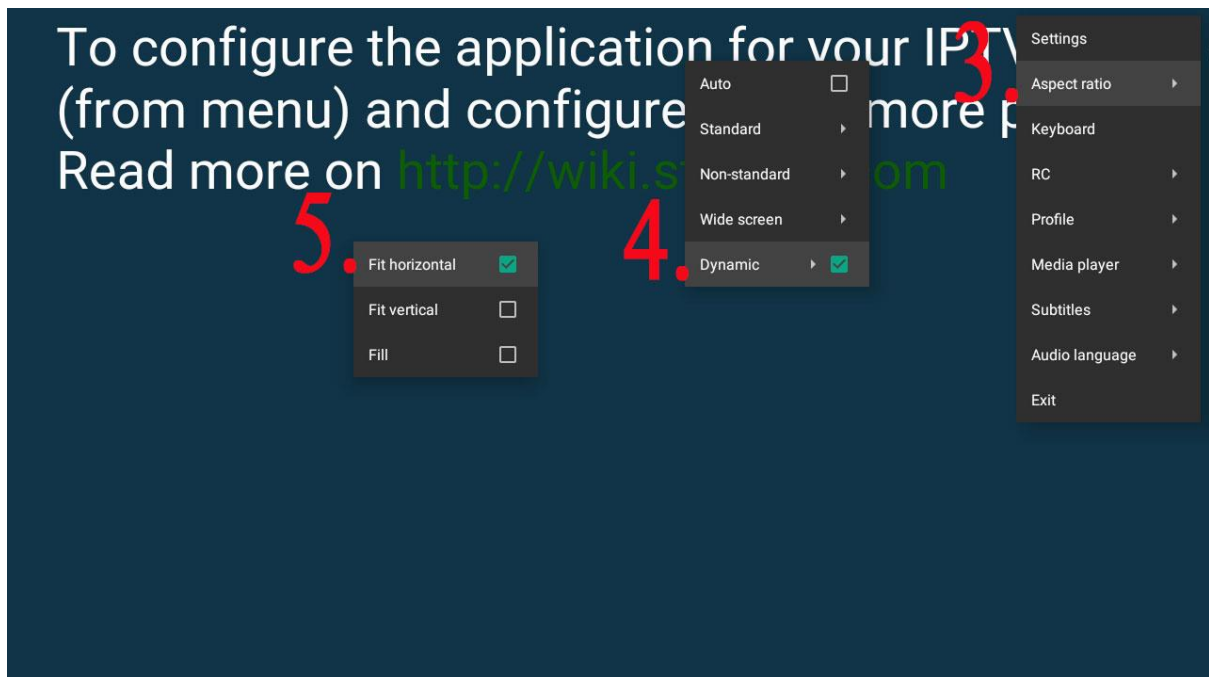 To configure the application for your IPTV
(from menu) and configure more
Read more on http://wiki.s
3.
Settings
Aspect ratio
Keyboard
RC
Profile
Media player
Subtitles
Audio language
Exit
4.
Auto
Standard
Non-standard
Wide screen
Dynamic
5.
Fit horizontal
Fit vertical
Fill